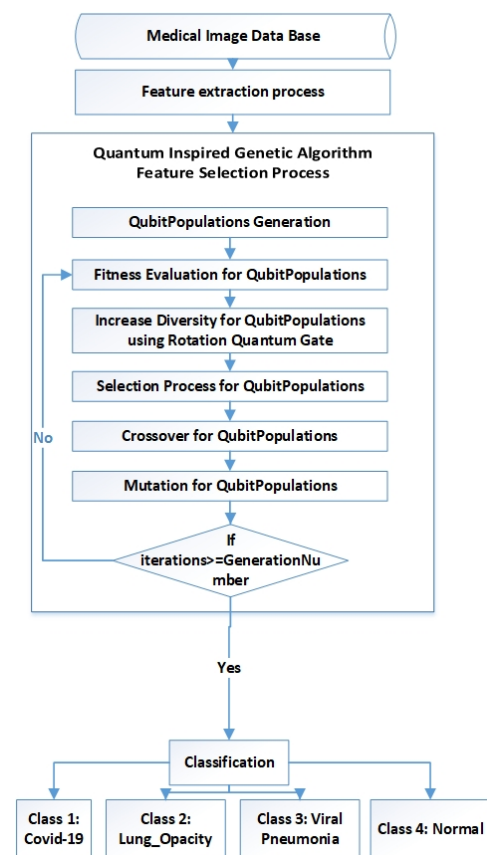 Medical Image Data Base
Feature extraction process
Quantum Inspired Genetic Algorithm
Feature Selection Process
QubitPopulations Generation
Fitness Evaluation for QubitPopulations
Increase Diversity for QubitPopulations
using Rotation Quantum Gate
Selection Process for QubitPopulations
Crossover for QubitPopulations
No
Mutation for QubitPopulations
If
iterations>=GenerationNu
mber
Yes
Classification
Class 1:
Covid-19
Class 2:
Lung_Opacity
Class 3: Viral
Pneumonia
Class 4: Normal